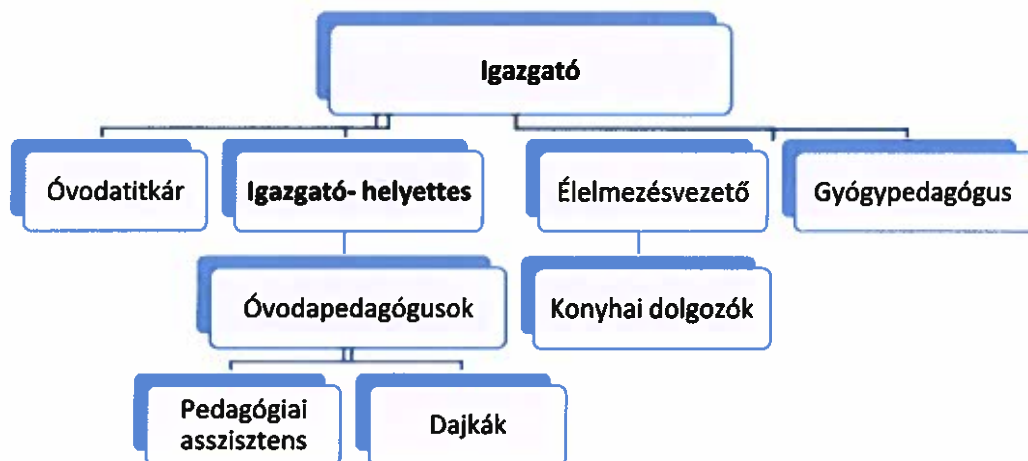 Igazgató
Óvodatitkár
Igazgató- helyettes
Élelmezésvezető
Gyógypedagógus
Óvodapedagógusok
Konyhai dolgozók
Pedagógiai
asszisztens
Dajkák